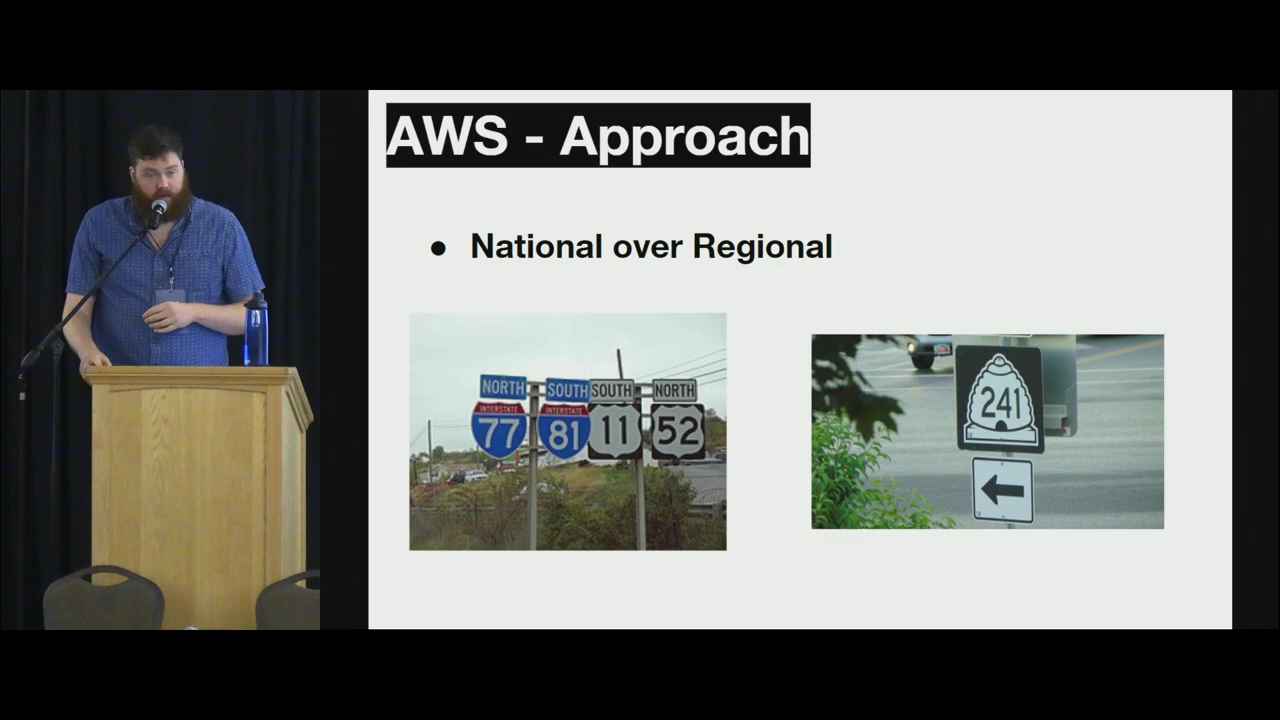 AWS - Approach
National over Regional
NORTH SOUTH SOUTH NORTH
INTERSTATE INTERSTATE
77 81 11 52
241